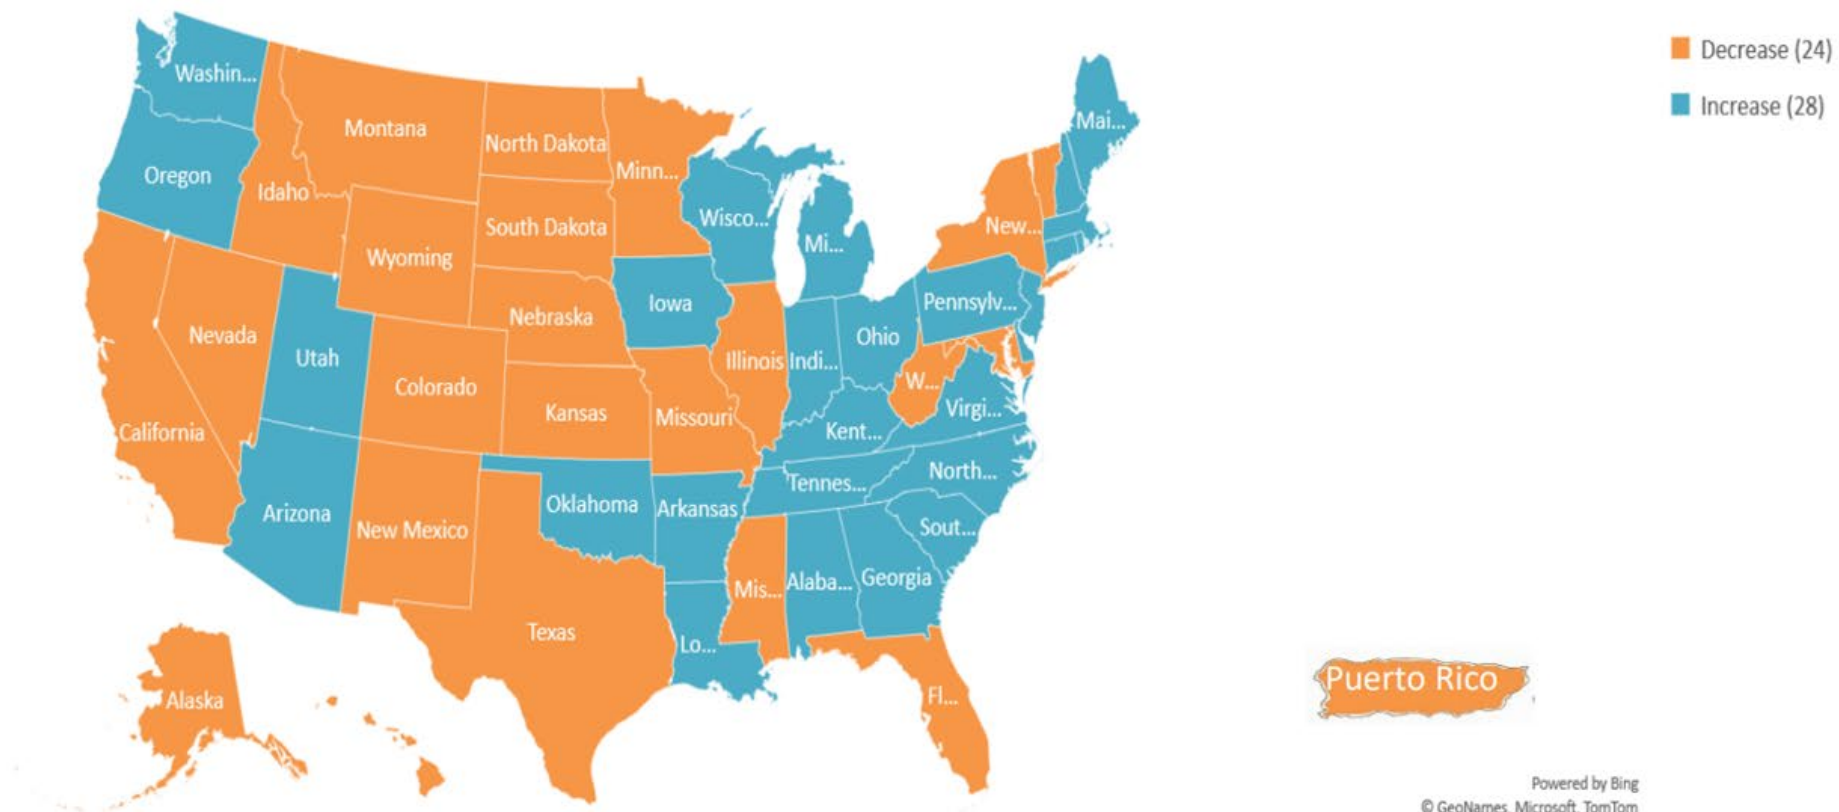 Decrease (24)
Increase (28)
Washin...
Montana
North Dakota
Minn...
Mai...
Oregon
Idaho
South Dakota
Wisco...
Mi...
New...
Wyoming
Iowa
Pennsylv...
Nebraska
Nevada
Utah
Illinois
Indi...
Ohio
Colorado
W...
Kansas
Missouri
Virgi...
California
Kent...
North...
Tennes...
Arizona
New Mexico
Oklahoma
Arkansas
Sout...
Mis...
Alaba...
Georgia
Texas
Lo...
Alaska
Fl...
Puerto Rico
Powered by Bing
© GeoNames, Microsoft, TomTom